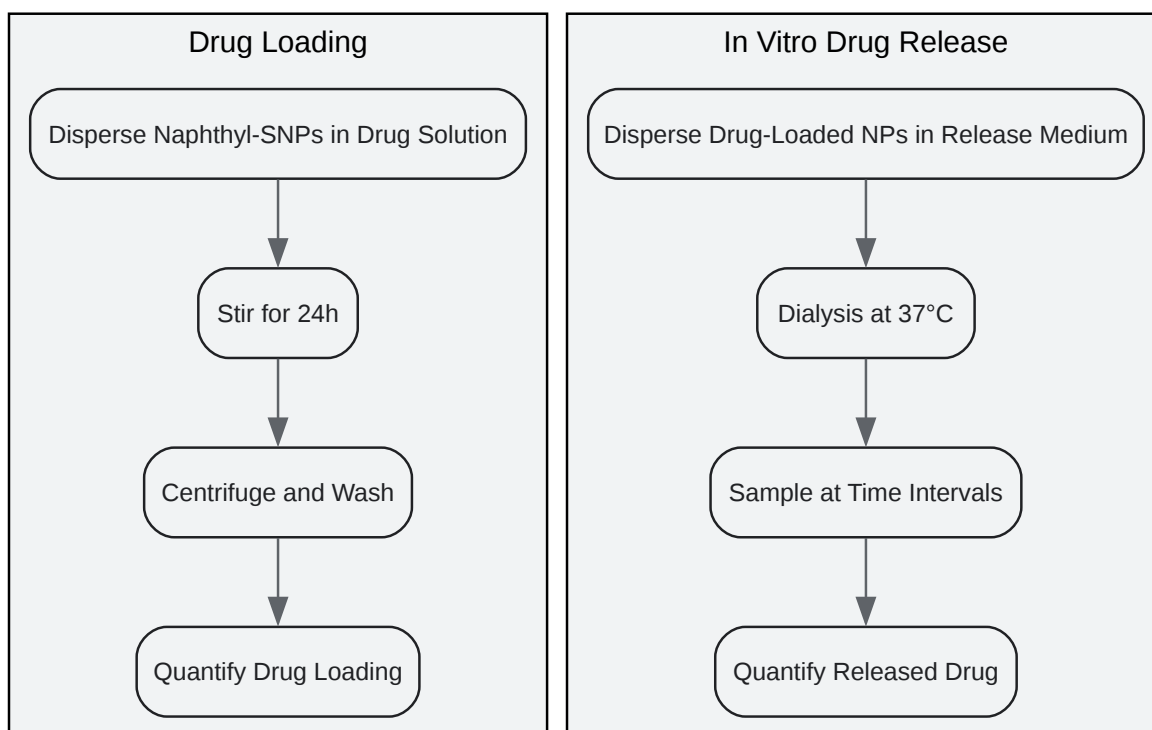 Drug Loading
Disperse Naphthyl-SNPs in Drug Solution
Stir for 24h
Centrifuge and Wash
Quantify Drug Loading
In Vitro Drug Release
Disperse Drug-Loaded NPs in Release Medium
Dialysis at 37°C
Sample at Time Intervals
Quantify Released Drug